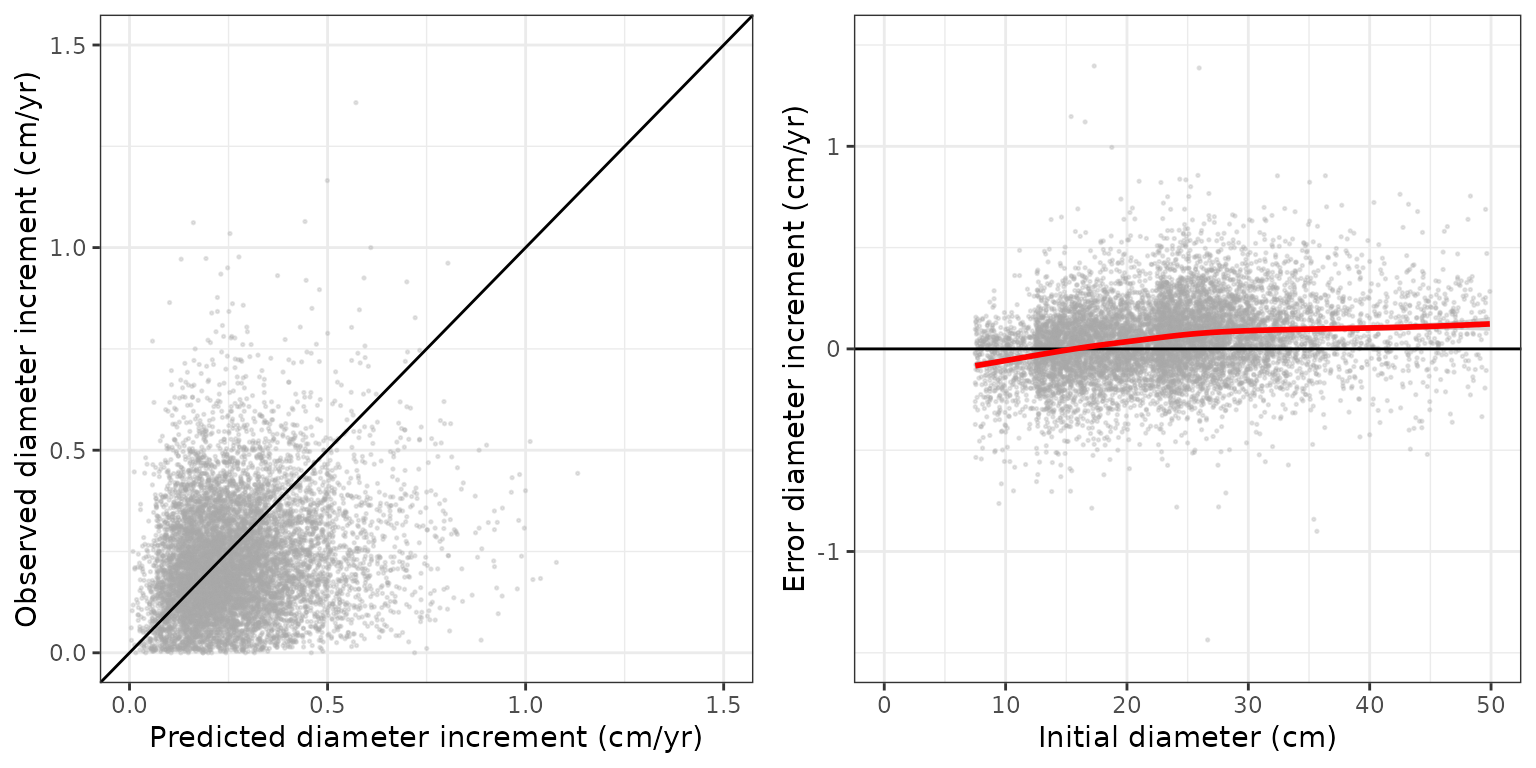 Observed diameter increment (cm/yr)
1.5
1.0
0.5
0.0
0.0 0.5 1.0 1.5
Predicted diameter increment (cm/yr)
Error diameter increment (cm/yr)
1
0
-1
0 10 20 30 40 50
Initial diameter (cm)